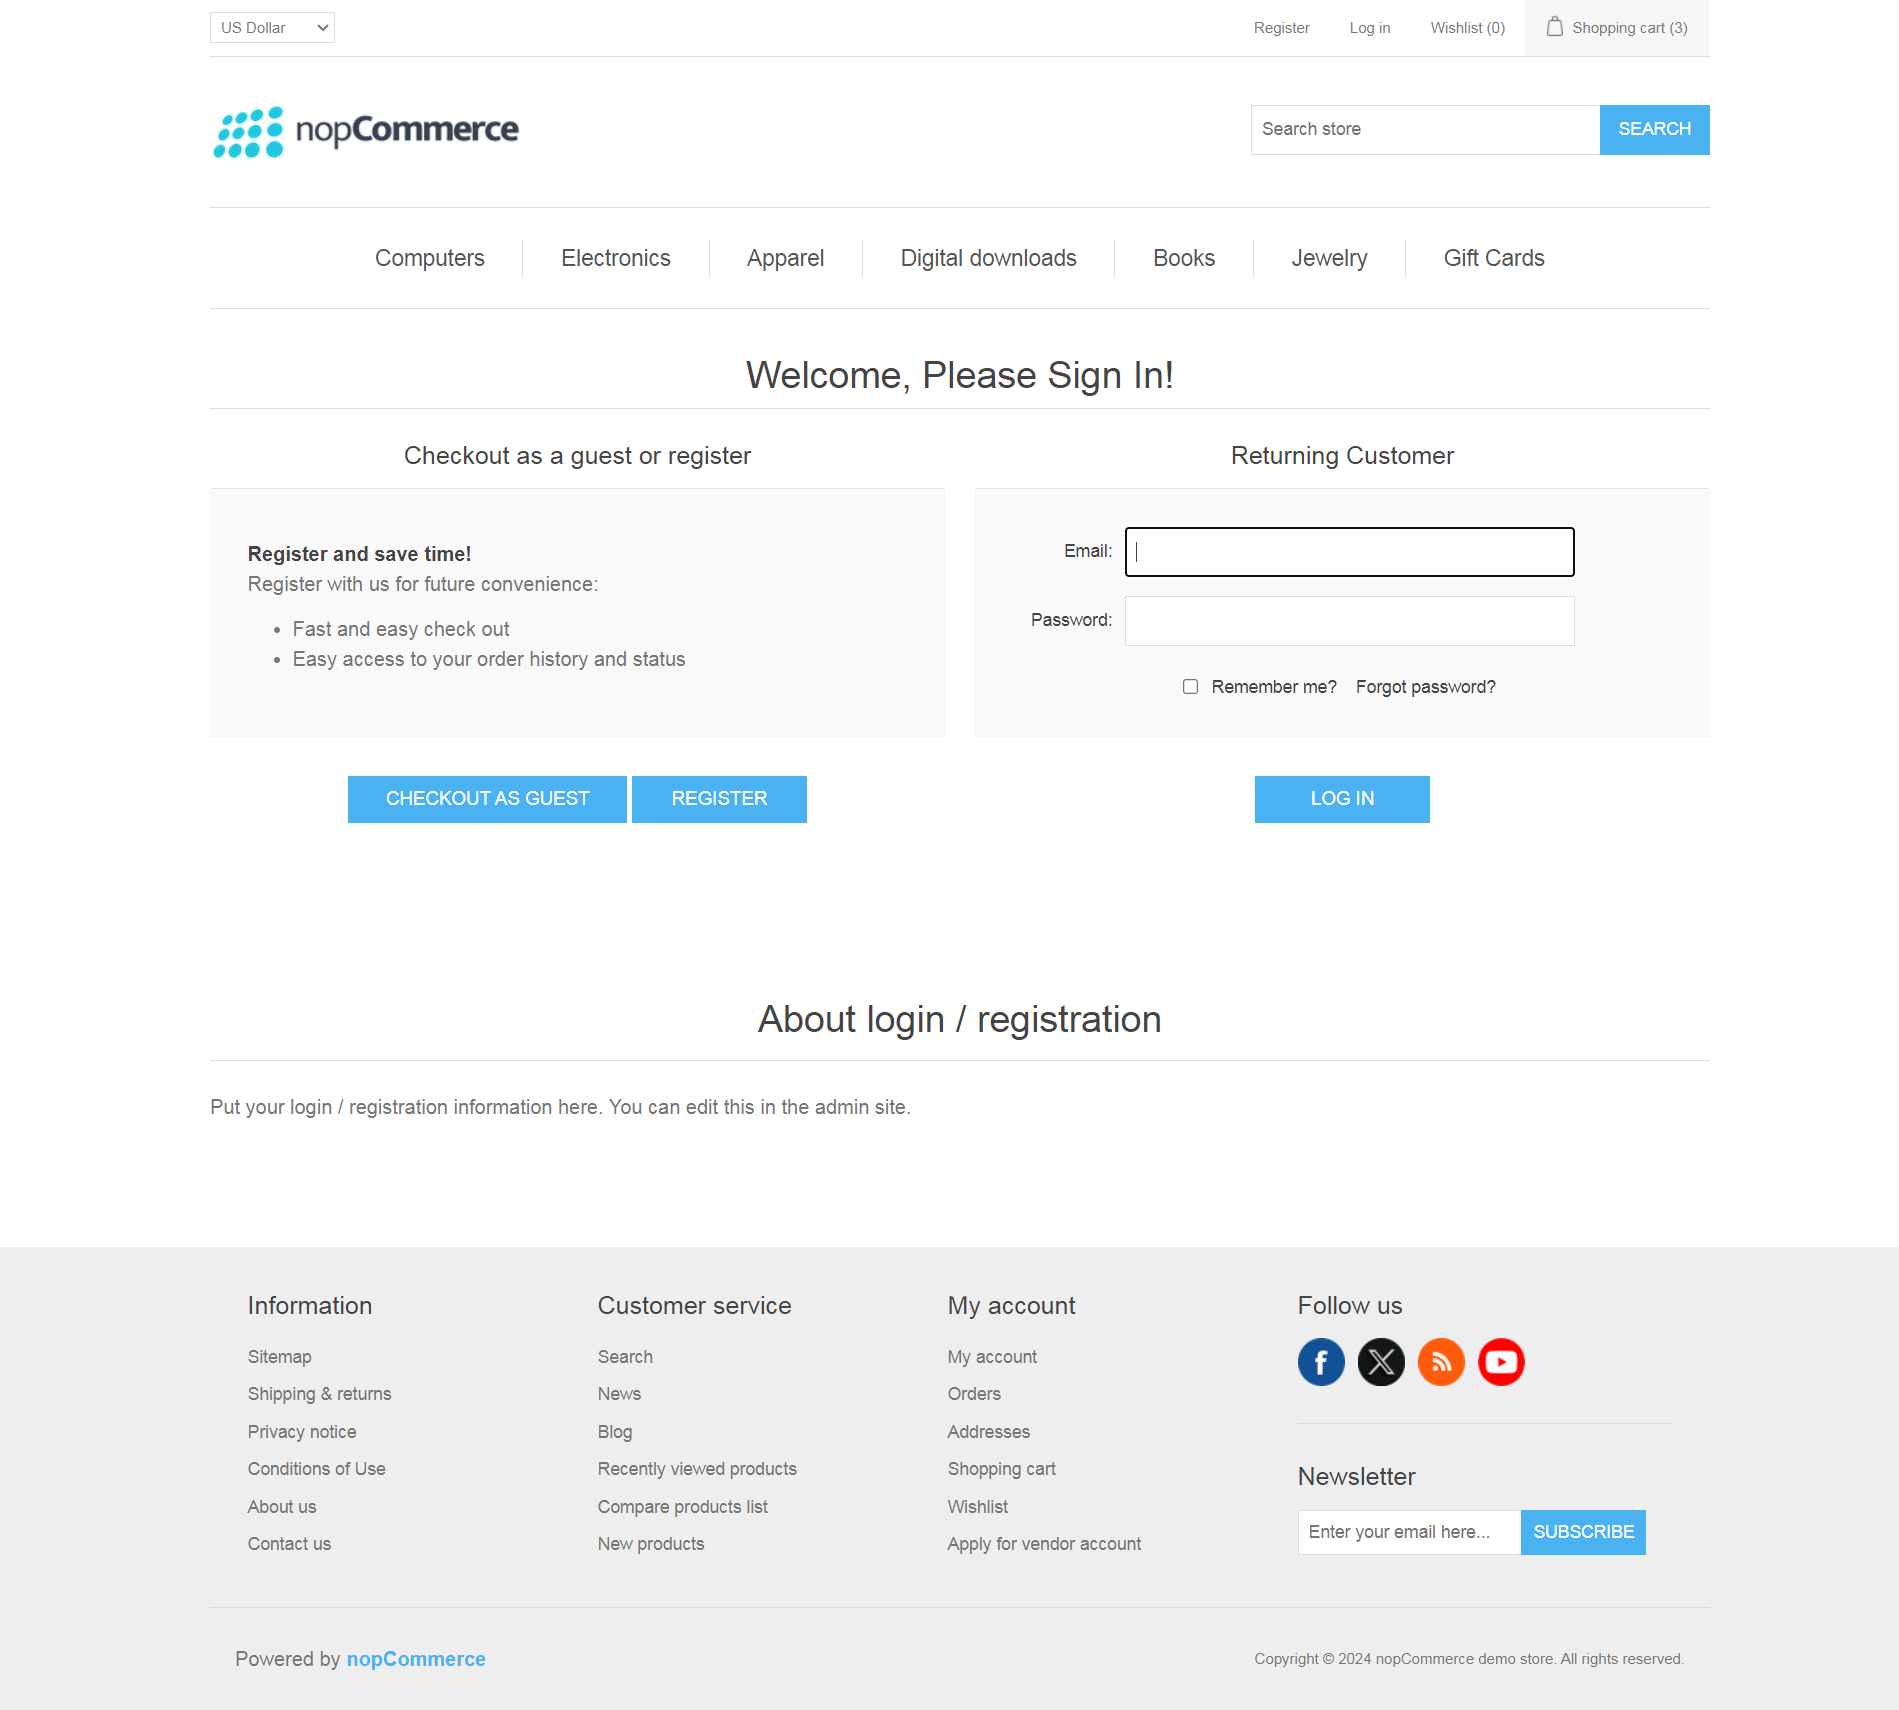 US Dollar
Register
Log in
Wishlist (0)
Shopping cart (3)
nopCommerce
Search store
SEARCH
Computers
Electronics
Apparel
Digital downloads
Books
Jewelry
Gift Cards
Welcome, Please Sign In!
Checkout as a guest or register
Register and save time!
Register with us for future convenience:
Fast and easy check out
Easy access to your order history and status
CHECKOUT AS GUEST
REGISTER
Returning Customer
Email:
Password:
Remember me?
Forgot password?
LOG IN
About login / registration
Put your login / registration information here. You can edit this in the admin site.
Information
Sitemap
Shipping & returns
Privacy notice
Conditions of Use
About us
Contact us
Customer service
Search
News
Blog
Recently viewed products
Compare products list
New products
My account
My account
Orders
Addresses
Shopping cart
Wishlist
Apply for vendor account
Follow us
Newsletter
Enter your email here...
SUBSCRIBE
Powered by nopCommerce
Copyright © 2024 nopCommerce demo store. All rights reserved.